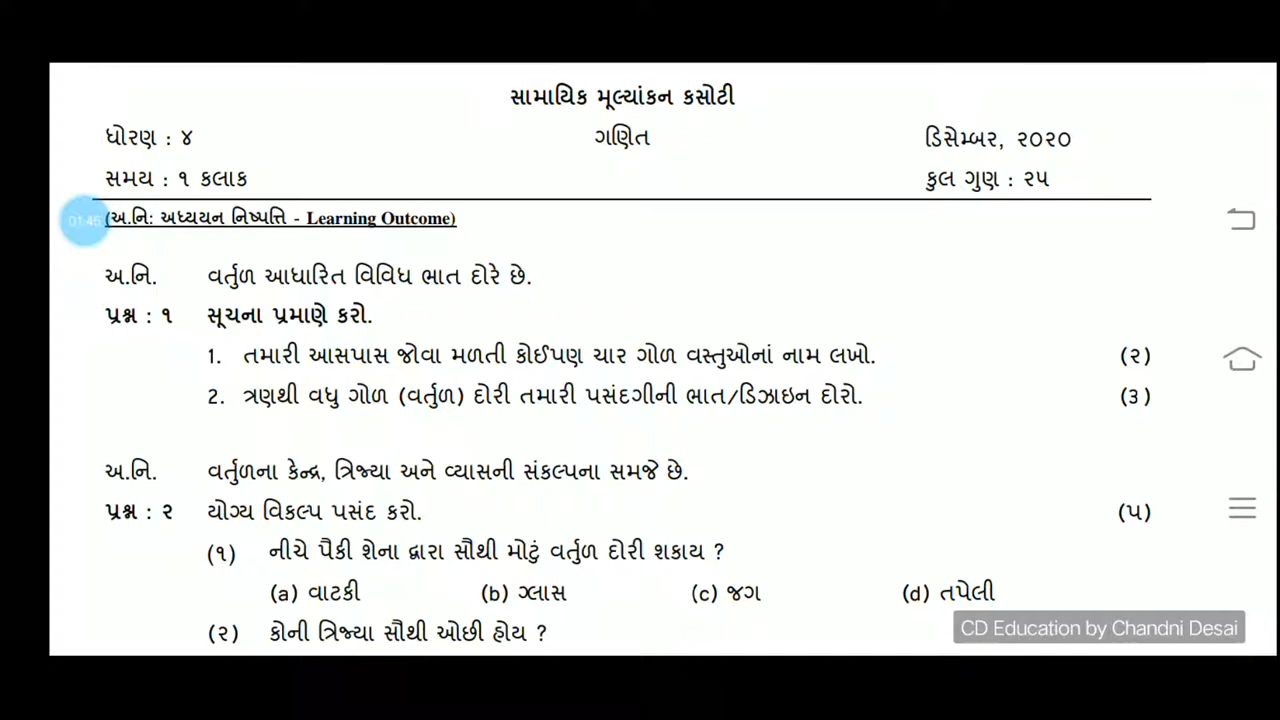 સામાયિક મૂલ્યાંકન કસોટી
ધોરણ : ૪ ગણિત ડિસેમ્બર, ૨૦૨૦
સમય : ૧ કલાક કુલ ગુણ : ૨૫
01:45
(અ.નિ: અધ્યયન નિષ્પત્તિ - Learning Outcome)
અ.નિ. વર્તુળ આધારિત વિવિધ ભાત દોરે છે.
પ્રશ્ન : ૧ સૂચના પ્રમાણે કરો.
1. તમારી આસપાસ જોવા મળતી કોઈપણ ચાર ગોળ વસ્તુઓનાં નામ લખો. (૨)
2. ત્રણથી વધુ ગોળ (વર્તુળ) દોરી તમારી પસંદગીની ભાત/ડિઝાઇન દોરો. (૩)
અ.નિ. વર્તુળના કેન્દ્ર, ત્રિજ્યા અને વ્યાસની સંકલ્પના સમજે છે.
પ્રશ્ન : ૨ યોગ્ય વિકલ્પ પસંદ કરો. (૫)
(૧) નીચે પૈકી શેના દ્વારા સૌથી મોટું વર્તુળ દોરી શકાય ?
(a) વાટકી (b) ગ્લાસ (c) જગ (d) તપેલી
(૨) કોની ત્રિજ્યા સૌથી ઓછી હોય ?
CD Education by Chandni Desai